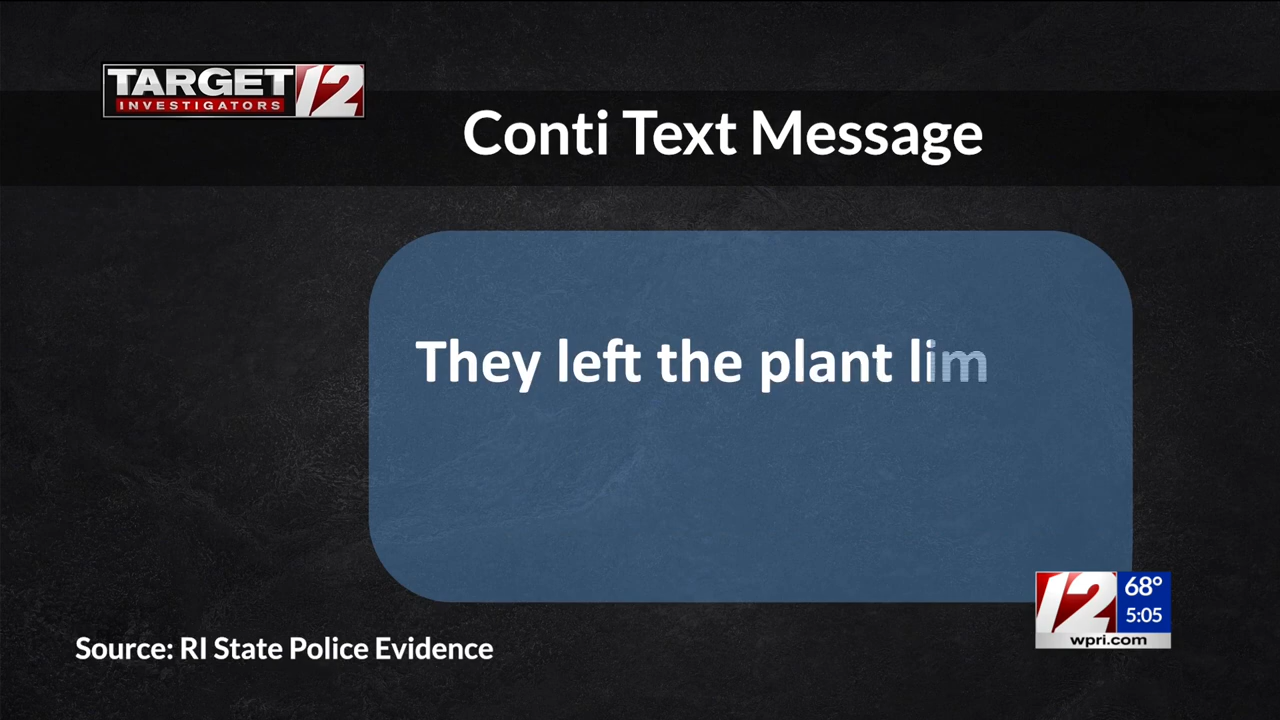 TARGET 12
INVESTIGATORS
Conti Text Message
They left the plant lim
68°
5:05
12
wpri.com
Source: RI State Police Evidence